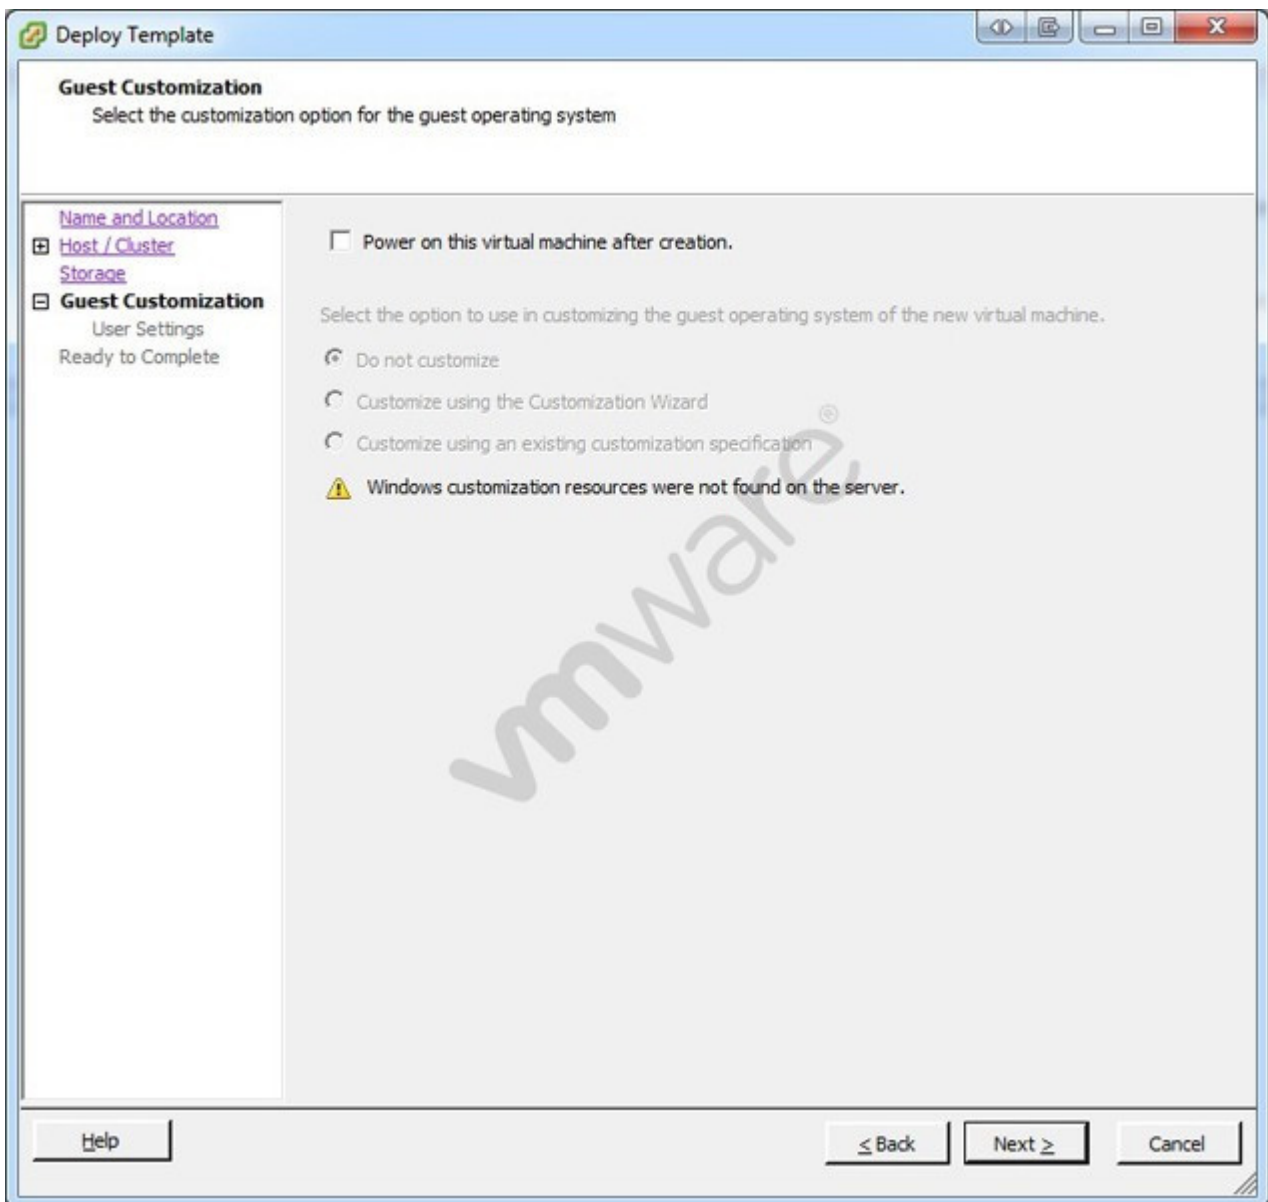 Deploy Template
Guest Customization
Select the customization option for the guest operating system
Name and Location
Host / Cluster
Storage
Guest Customization
User Settings
Ready to Complete
Power on this virtual machine after creation.
Select the option to use in customizing the guest operating system of the new virtual machine.
Do not customize
Customize using the Customization Wizard
Customize using an existing customization specification
Windows customization resources were not found on the server.
vmware®
Help
≤ Back
Next ≥
Cancel